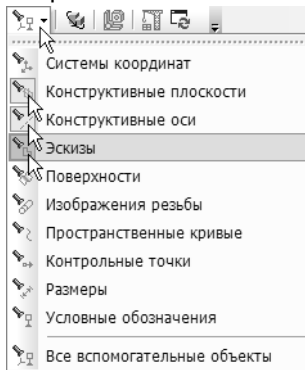 Системы координат
Конструктивные плоскости
Конструктивные оси
Эскизы
Поверхности
Изображения резьбы
Пространственные кривые
Контрольные точки
Размеры
Условные обозначения
Все вспомогательные объекты